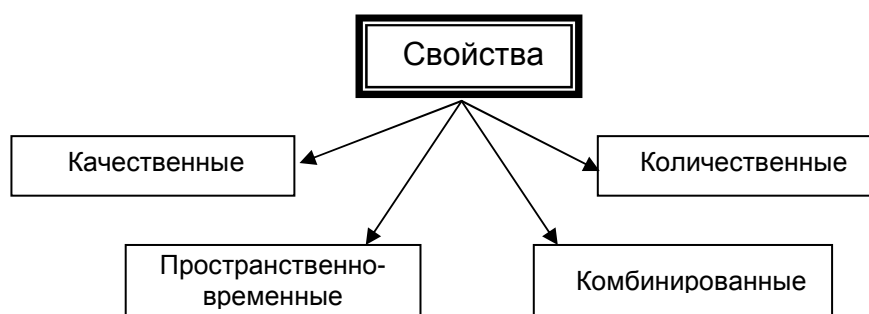 Свойства
Качественные
Количественные
Пространственно-
временные
Комбинированные